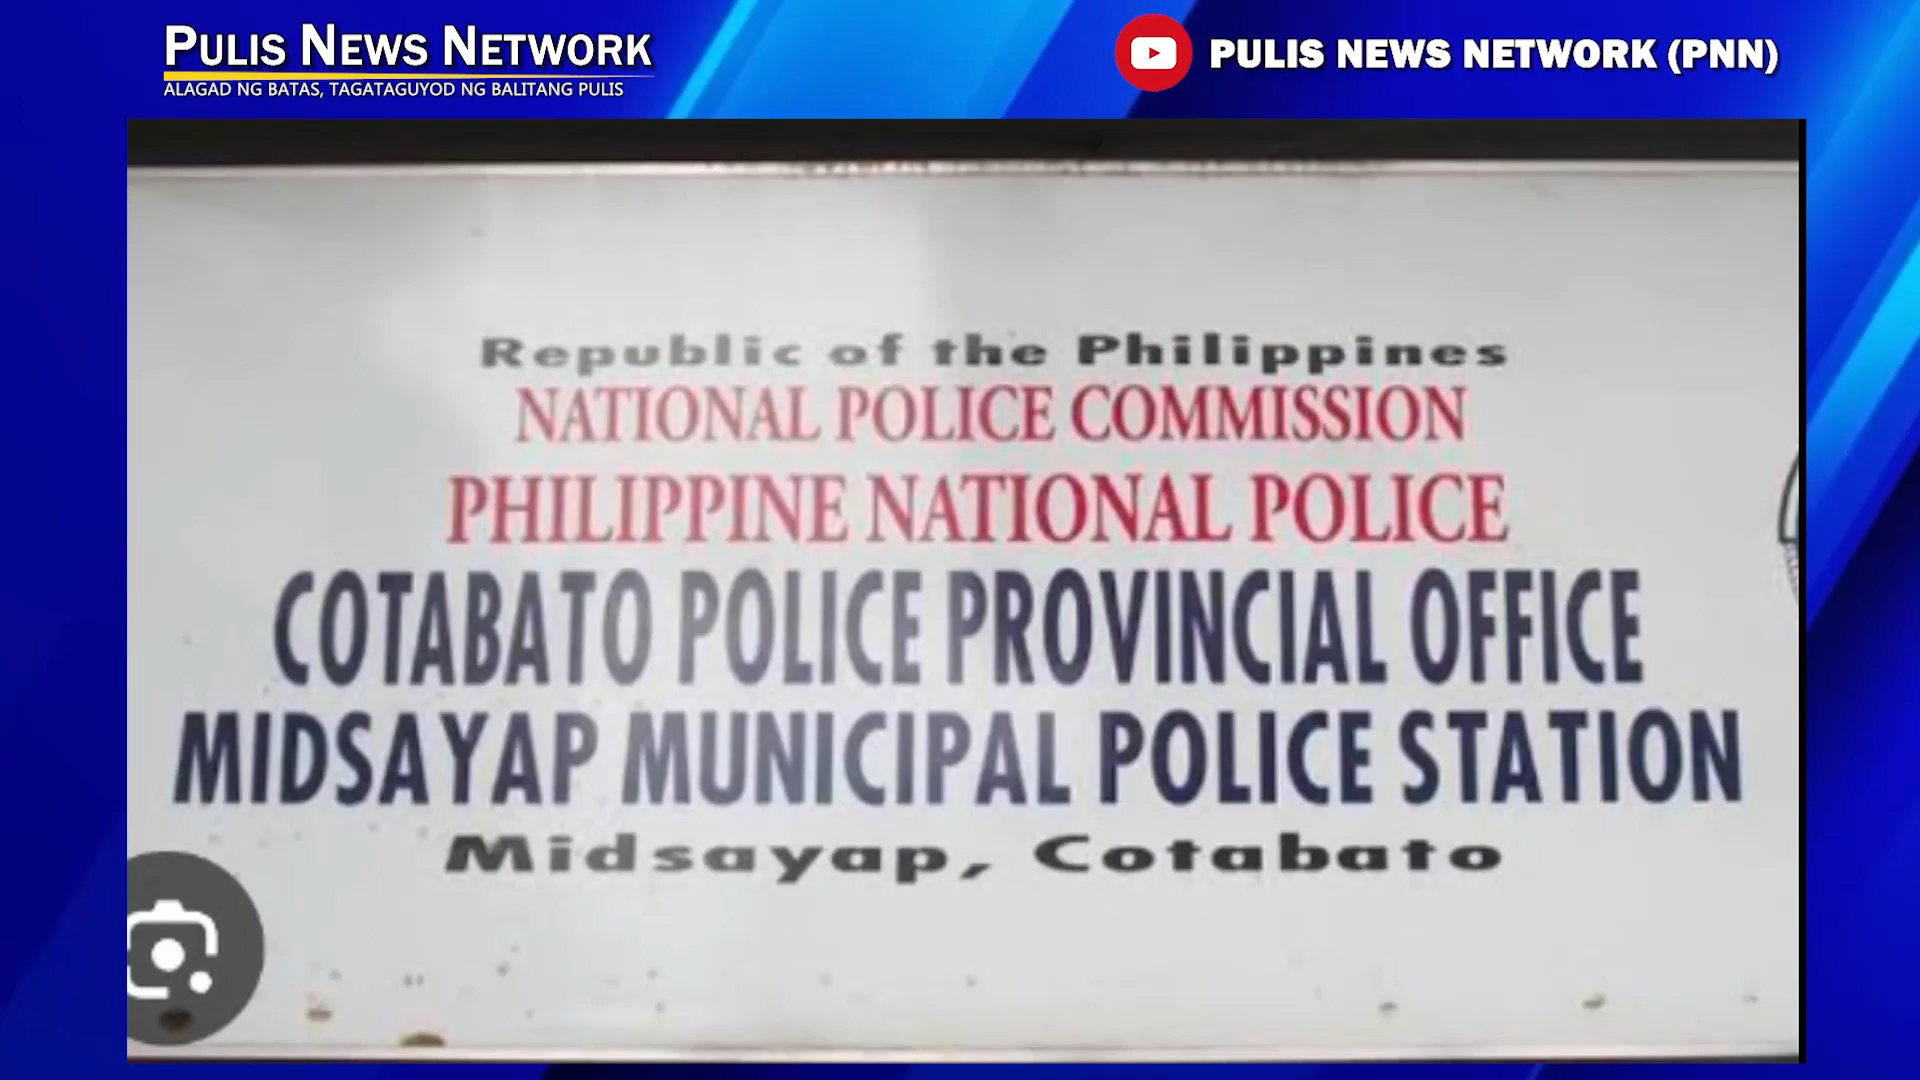 PULIS NEWS NETWORK
ALAGAD NG BATAS, TAGATAGUYOD NG BALITANG PULIS
PULIS NEWS NETWORK (PNN)
Republic of the Philippines
NATIONAL POLICE COMMISSION
PHILIPPINE NATIONAL POLICE
COTABATO POLICE PROVINCIAL OFFICE
MIDSAYAP MUNICIPAL POLICE STATION
Midsayap, Cotabato